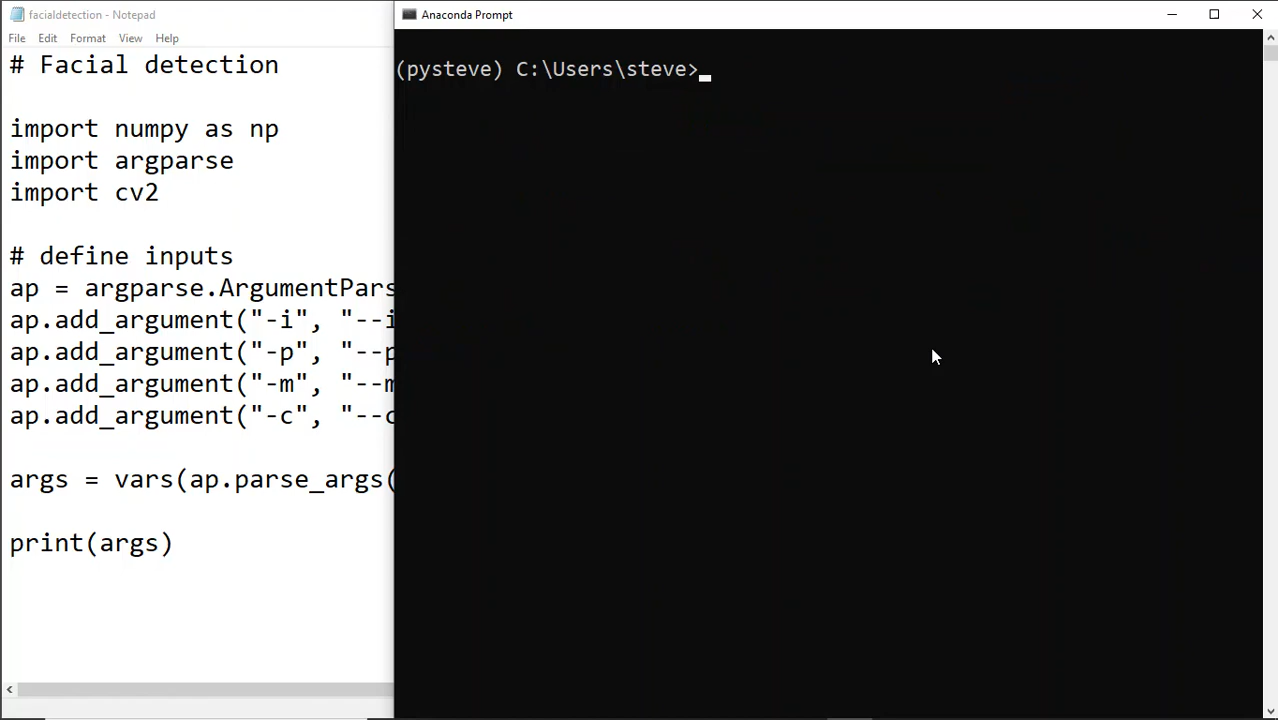 facialdetection - Notepad
File Edit Format View Help
# Facial detection
import numpy as np
import argparse
import cv2
# define inputs
ap = argparse.ArgumentPars
ap.add_argument("-i", "--i
ap.add_argument("-p", "--p
ap.add_argument("-m", "--m
ap.add_argument("-c", "--c
args = vars(ap.parse_args(
print(args)
Anaconda Prompt
(pysteve) C:\Users\steve>